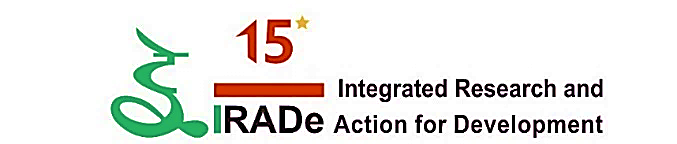 15
Integrated Research and
IRADe Action for Development